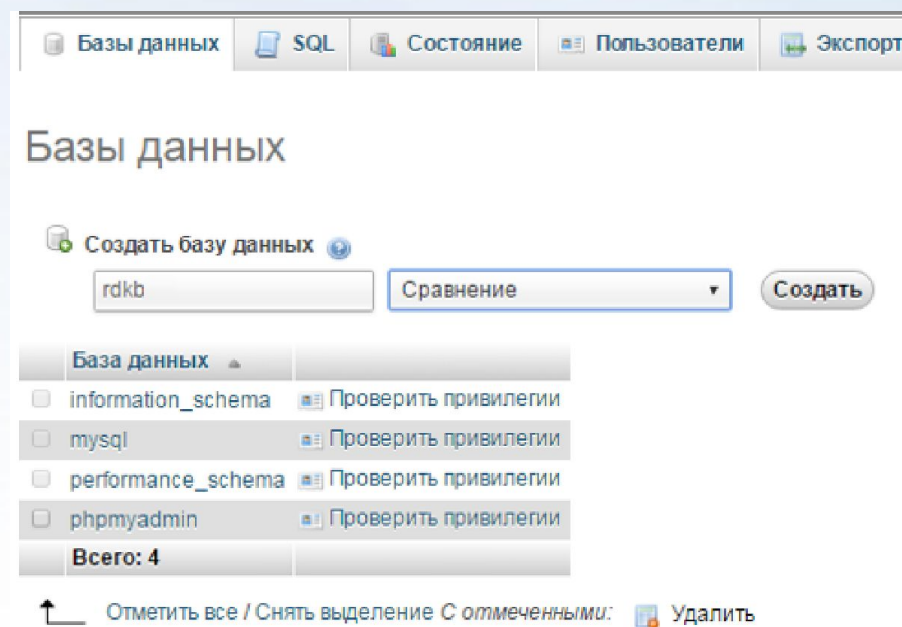 Базы данных SQL Состояние Пользователи Экспорт
Базы данных
Создать базу данных
rdkb Сравнение Создать
База данных
information_schema Проверить привилегии
mysql Проверить привилегии
performance_schema Проверить привилегии
phpmyadmin Проверить привилегии
Всего: 4
Отметить все / Снять выделение С отмеченными: Удалить